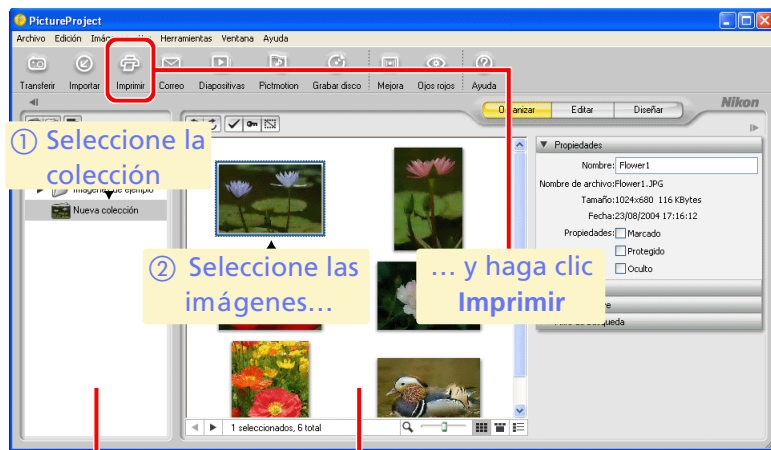 PictureProject
Archivo Edición Herramientas Ventana Ayuda
Transferir Importar Imprimir Correo Diapositivas Pictmotion Grabar disco Mejora Ojos rojos Ayuda
Organizar Editar Diseñar Nikon
① Seleccione la
colección
Imágenes de ejemplo
Nueva colección
② Seleccione las
imágenes…
… y haga clic
Imprimir
Propiedades
Nombre: Flower1
Nombre de archivo:Flower1.JPG
Tamaño:1024x680 116 KBytes
Fecha:23/08/2004 17:16:12
Propiedades: Marcado
Protegido
Oculto
1 seleccionados, 6 total